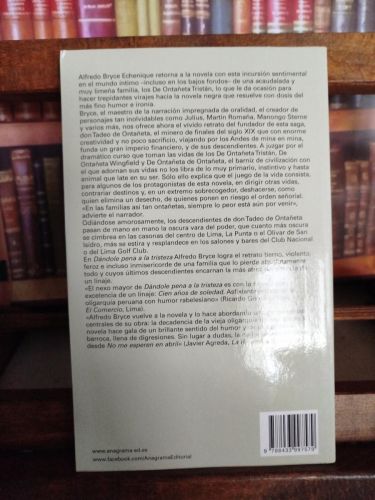 Alfredo Bryce Echenique retorna a la novela con esta incursión sentimental
en el mundo íntimo –incluso en los bajos fondos– de una acaudalada y
muy limeña familia, los De Ontañeta Tristán, lo que le da ocasión para
hacer trepidantes virajes hacia la novela negra que resuelve con dosis del
más fino humor e ironía.
Bryce, el maestro de la narración impregnada de oralidad, el creador de
personajes tan inolvidables como Julius, Martín Romaña, Manongo Sterne
y varios más, nos ofrece ahora el vívido retrato del fundador de esta saga,
don Tadeo de Ontañeta, el minero de finales del siglo XIX que con enorme
creatividad y no poco sacrificio, viajando por los Andes de mina en mina,
funda un gran imperio financiero, y de sus descendientes. A juzgar por el
dramático curso que toman las vidas de los De Ontañeta Tristán, De
Ontañeta Wingfield y De Ontañeta de Ontañeta, el barniz de civilización con
el que adornan sus vidas no los libra de lo muy primario, instintivo y hasta
animal que late en su ser. Sólo ello explica que el juego de la vida consista,
para algunos de los protagonistas de esta novela, en dirigir otras vidas,
contrariar destinos y, en un extremo sobrecogedor, deshacerse, como
quien elimina un desecho, de quienes ponen en riesgo el orden señorial.
«En las familias así tan ontañetas, siempre lo peor está aún por venir»,
advierte el narrador.
Odiándose amorosamente, los descendientes de don Tadeo de Ontañeta
pasan de mano en mano la oscura vara del poder, que cuanto más oscura
se cimbrea en las casonas del centro de Lima, La Punta o el Olivar de San
Isidro, más se estira y resplandece en los salones y bares del Club Nacional
o del Lima Golf Club.
En Dándole pena a la tristeza Alfredo Bryce logra el retrato tierno, violento,
feroz e incluso inmisericorde de una familia que lo pierde absolutamente
todo y cuyos últimos descendientes encarnan la más atroz
un linaje.
«El nexo mayor de Dándole pena a la tristeza es con la
excelencia de un linaje: Cien años de soledad. Asfixiante
oligarquía peruana con humor rabelesiano» (Ricardo
El Comercio, Lima).
«Alfredo Bryce vuelve a la novela y lo hace abordando
centrales de su obra: la decadencia de la vieja oligarquía
novela hace gala de un brillante sentido del humor y
barroca, llena de digresiones. Sin lugar a dudas, la
desde No me esperen en abril» (Javier Agreda, La
www.anagrama-ed.es
www.facebook.com/AnagramaEditorial
9 788433 997579